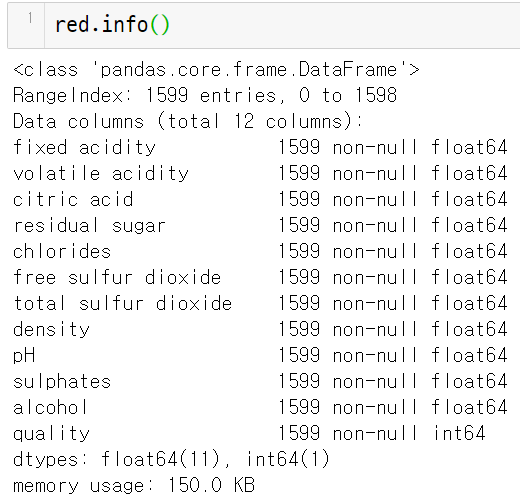 1 red.info()
<class 'pandas.core.frame.DataFrame'>
RangeIndex: 1599 entries, 0 to 1598
Data columns (total 12 columns):
fixed acidity 1599 non-null float64
volatile acidity 1599 non-null float64
citric acid 1599 non-null float64
residual sugar 1599 non-null float64
chlorides 1599 non-null float64
free sulfur dioxide 1599 non-null float64
total sulfur dioxide 1599 non-null float64
density 1599 non-null float64
pH 1599 non-null float64
sulphates 1599 non-null float64
alcohol 1599 non-null float64
quality 1599 non-null int64
dtypes: float64(11), int64(1)
memory usage: 150.0 KB